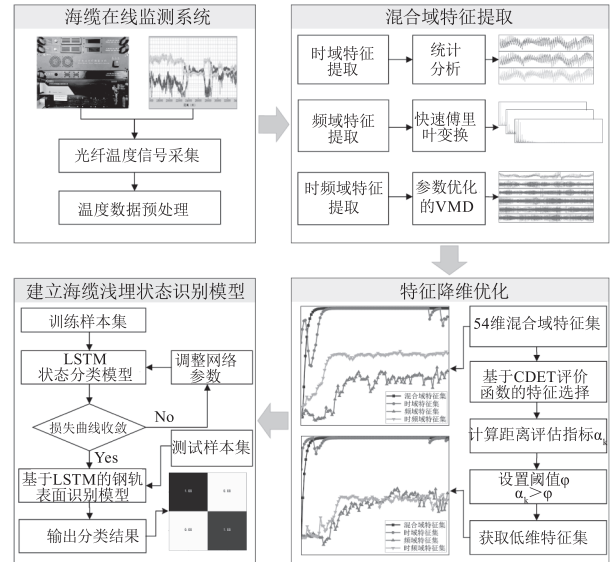 海缆在线监测系统
光纤温度信号采集
温度数据预处理
混合域特征提取
时域特征
提取
统计
分析
频域特征
提取
快速傅里
叶变换
时频域特征
提取
参数优化
的VMD
特征降维优化
混合域特征集
时域特征集
频域特征集
时频域特征集
混合域特征集
时域特征集
频域特征集
时频域特征集
54维混合域特征集
基于CDET评价
函数的特征选择
计算距离评估指标αk
设置阈值φ
αk＞φ
获取低维特征集
建立海缆浅埋状态识别模型
训练样本集
LSTM
状态分类模型
调整网络
参数
损失曲线收敛
No
Yes
测试样本集
基于LSTM的钢轨
表面识别模型
输出分类结果
1.00
0.00
0.00
1.00